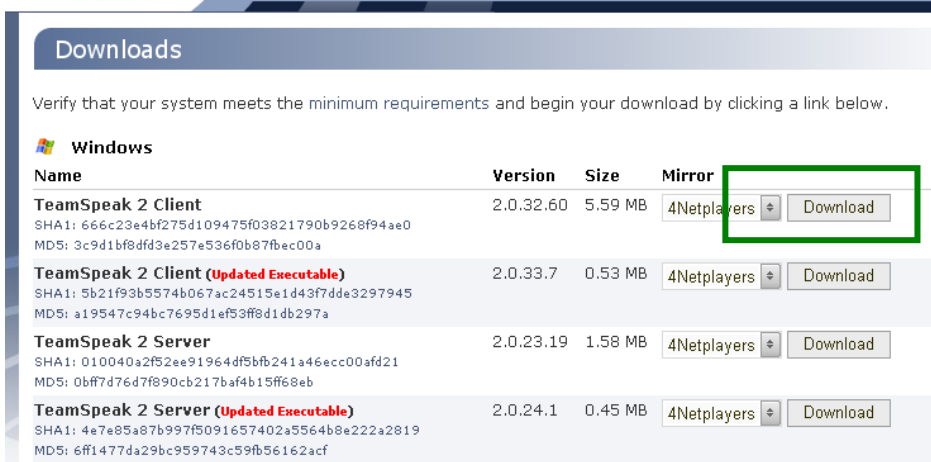 Downloads
Verify that your system meets the minimum requirements and begin your download by clicking a link below.
Windows
Name Version Size Mirror
TeamSpeak 2 Client 2.0.32.60 5.59 MB 4Netplayers Download
SHA1: 666c23e4bf275d109475f03821790b9268f94ae0
MD5: 3c9d1bf8dfd3e257e536f0b87fbec00a
TeamSpeak 2 Client (Updated Executable) 2.0.33.7 0.53 MB 4Netplayers Download
SHA1: 5b21f93b5574b067ac24515e1d43f7dde3297945
MD5: a19547c94bc7695d1ef53ff8d1db297a
TeamSpeak 2 Server 2.0.23.19 1.58 MB 4Netplayers Download
SHA1: 010040a2f52ee91964df5bfb241a46ecc00afd21
MD5: 0bff7d76d7f890cb217baf4b15ff68eb
TeamSpeak 2 Server (Updated Executable) 2.0.24.1 0.45 MB 4Netplayers Download
SHA1: 4e7e85a87b997f5091657402a5564b8e222a2819
MD5: 6ff1477da29bc959743c59fb56162acf